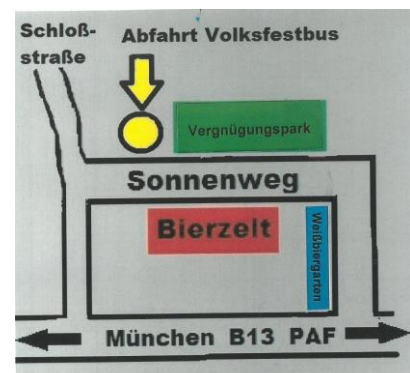 Schloß-
straße
Abfahrt Volksfestbus
Vergnügungspark
Sonnenweg
Bierzelt
Weißbiergarten
München B13 PAF